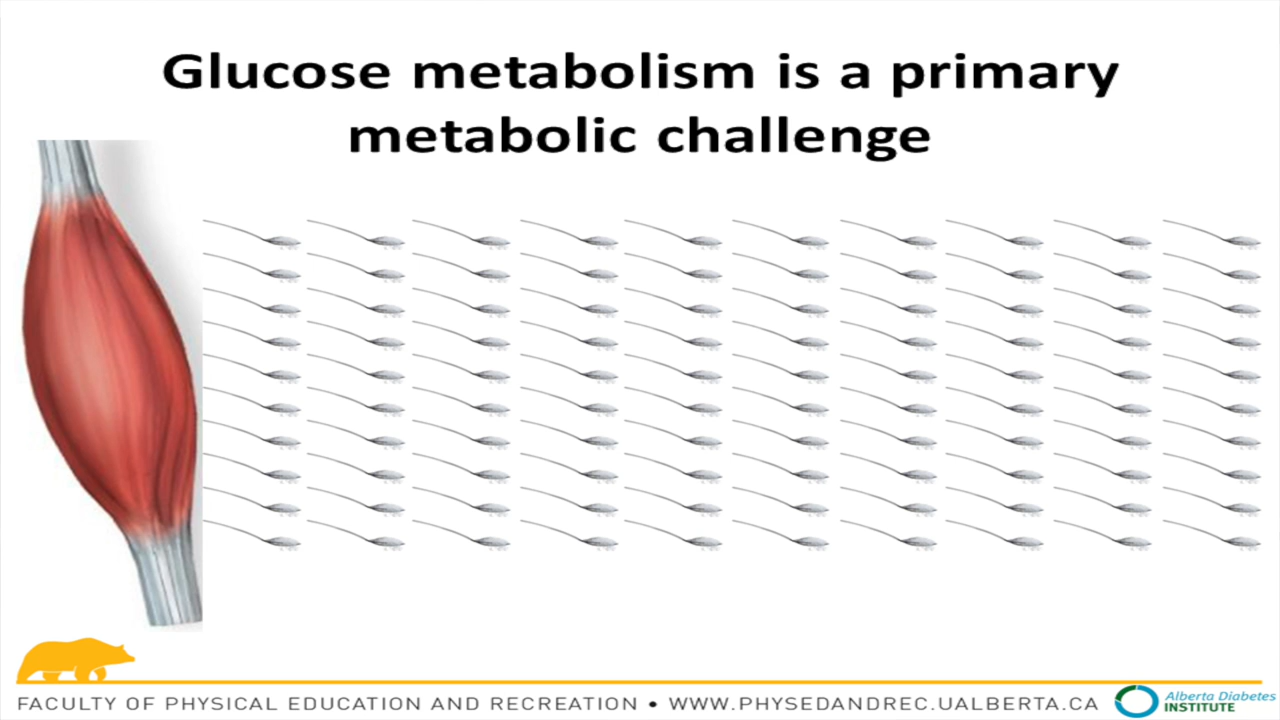 Glucose metabolism is a primary
metabolic challenge
FACULTY OF PHYSICAL EDUCATION AND RECREATION • WWW.PHYSEDANDREC.UALBERTA.CA
Alberta Diabetes
INSTITUTE